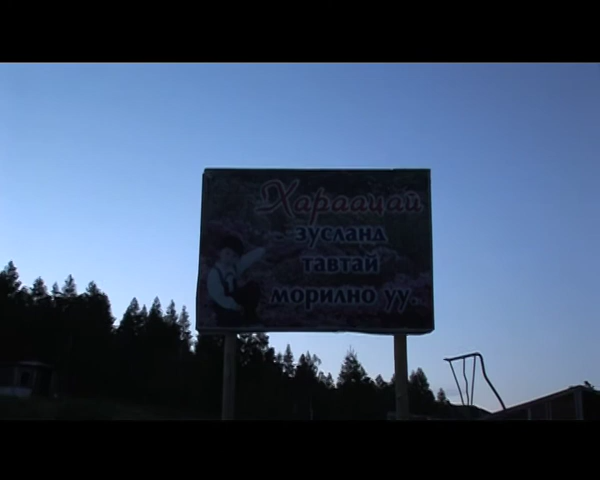 Хараацай
зусланд
тавтай
морилно уу.